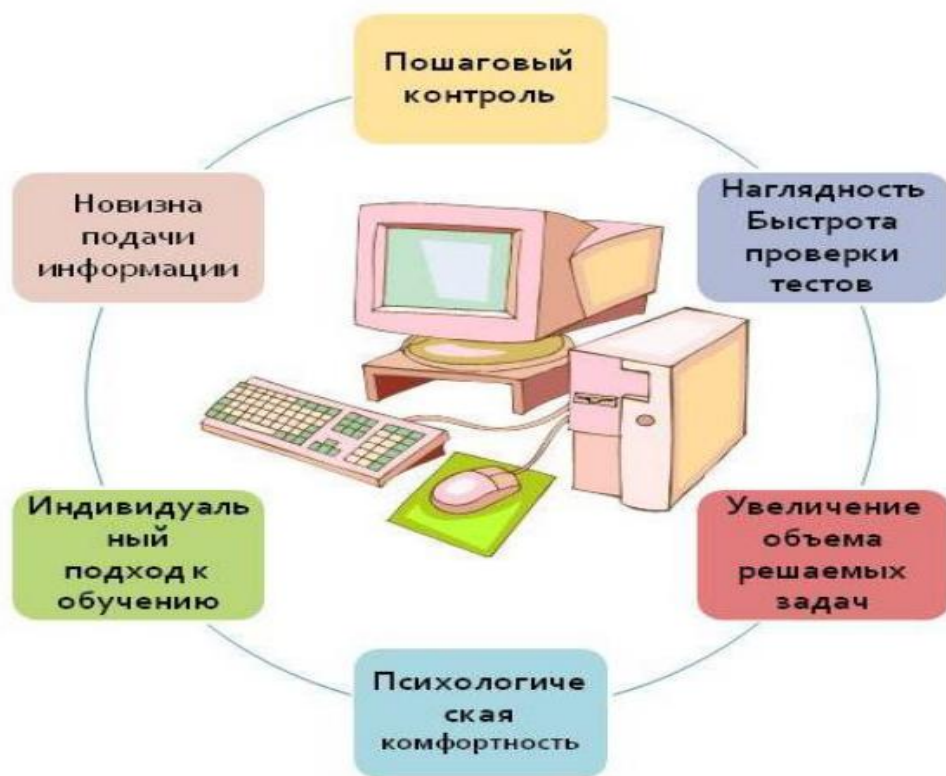 Пошаговый
контроль
Наглядность
Быстрота
проверки
тестов
Увеличение
объема
решаемых
задач
Психологиче
ская
комфортность
Индивидуаль
ный
подход к
обучению
Новизна
подачи
информации